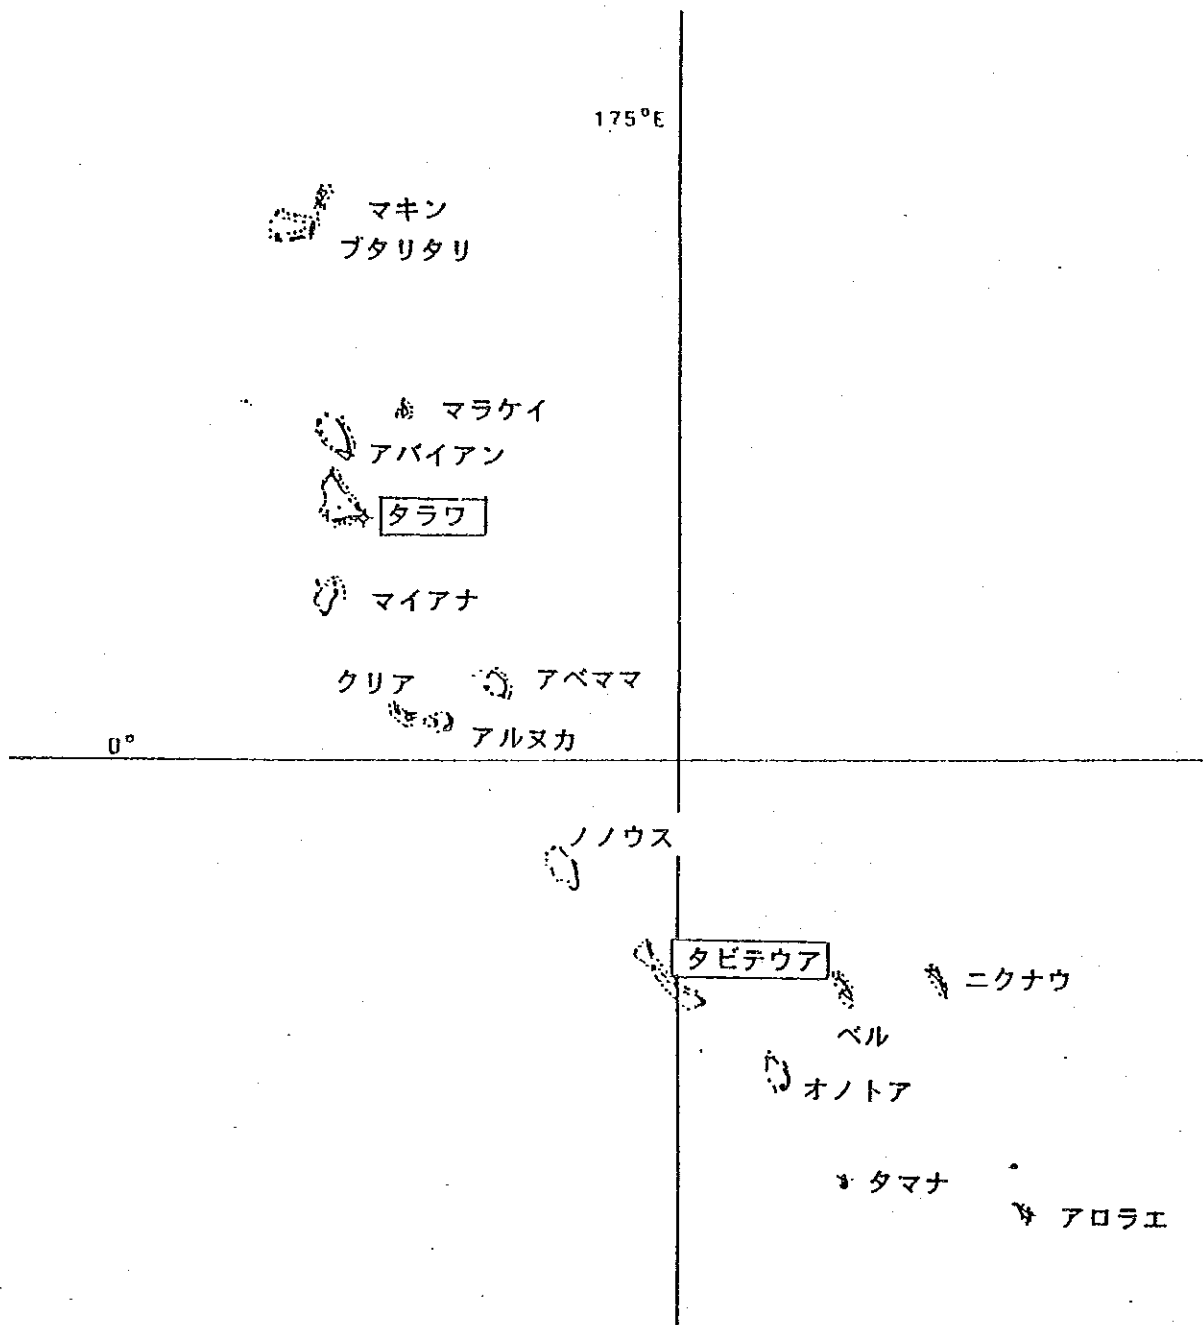 175°E
マキン
ブタリタリ
マラケイ
アバイアン
タラワ
マイアナ
クリア
アベママ
アルヌカ
0°
ノノウス
タビテウア
ニクナウ
ベル
オノトア
タマナ
アロラエ